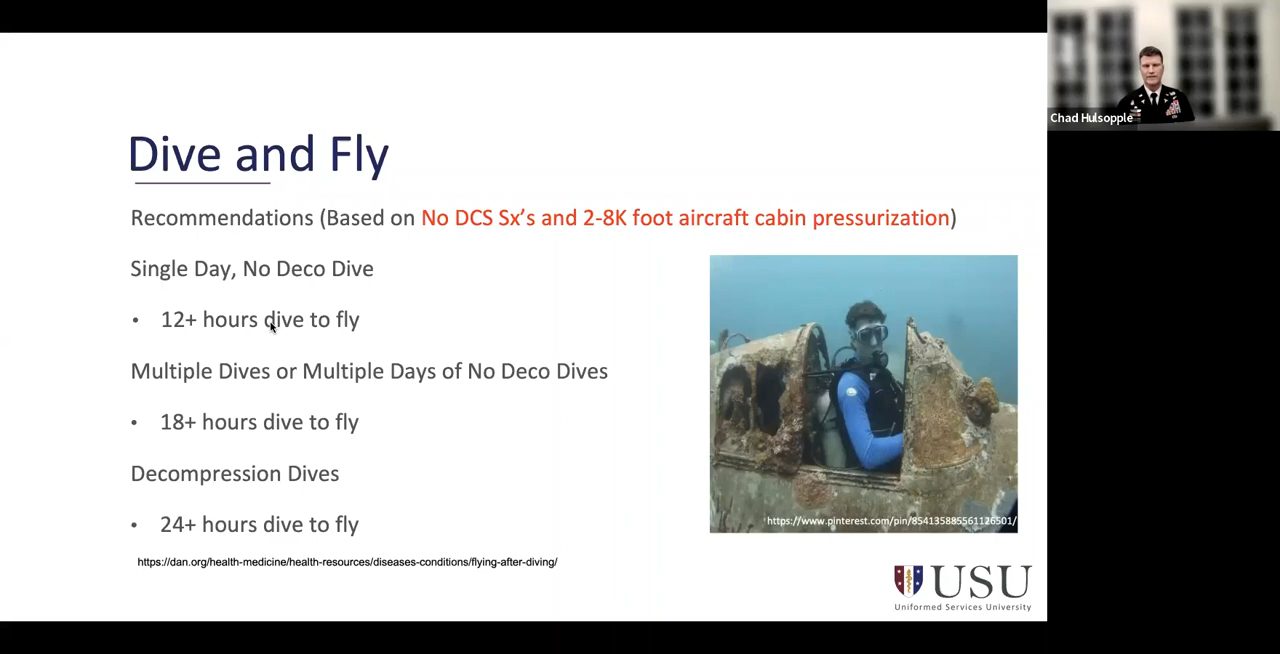 Chad Hulsopple
Dive and Fly
Recommendations (Based on No DCS Sx's and 2-8K foot aircraft cabin pressurization)
Single Day, No Deco Dive
• 12+ hours dive to fly
Multiple Dives or Multiple Days of No Deco Dives
• 18+ hours dive to fly
Decompression Dives
• 24+ hours dive to fly
https://dan.org/health-medicine/health-resources/diseases-conditions/flying-after-diving/
https://www.pinterest.com/pin/854135885561126501/
USU
Uniformed Services University